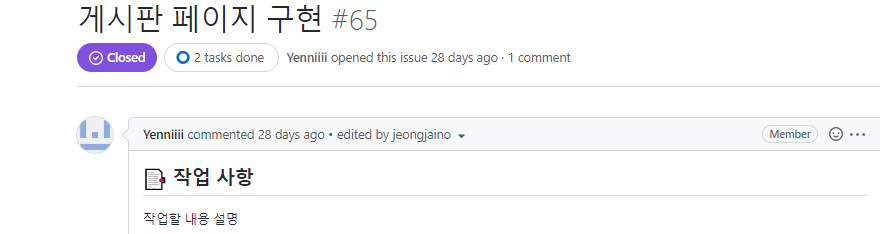 게시판 페이지 구현 #65
Closed 2 tasks done Yenniiii opened this issue 28 days ago · 1 comment
Yenniiii commented 28 days ago • edited by jeongjaino Member
작업 사항
작업할 내용 설명